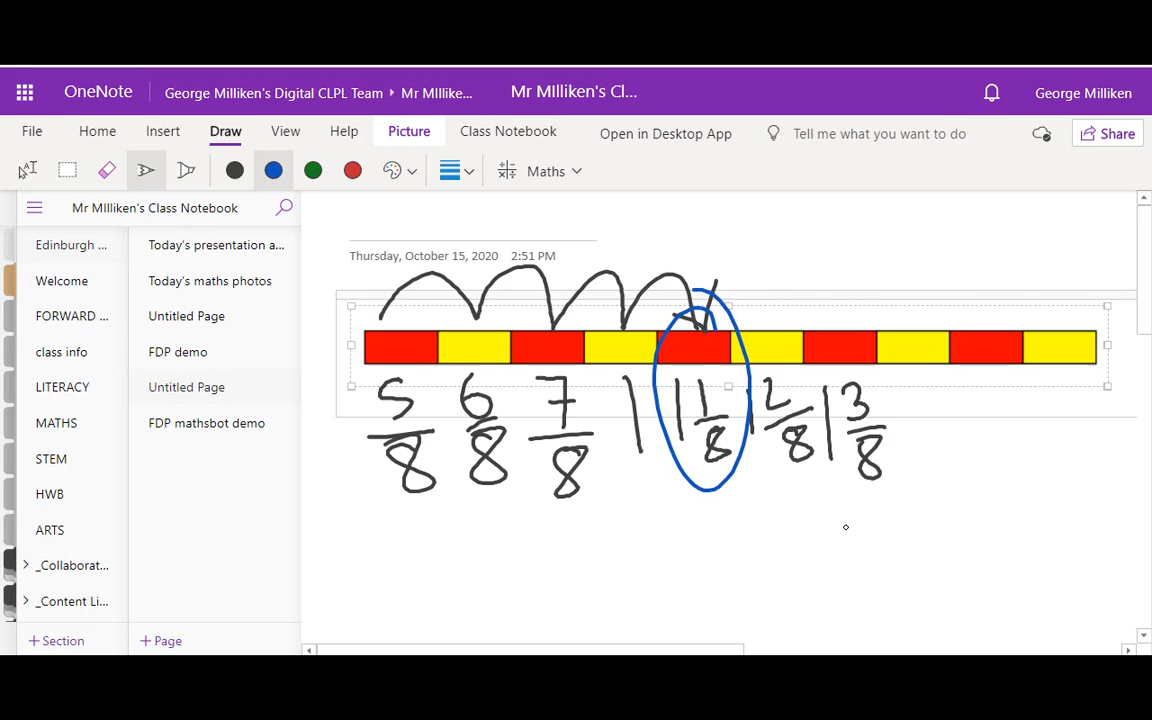 OneNote George Milliken's Digital CLPL Team Mr MIllike... Mr MIlliken's Cl... George Milliken
File Home Insert Draw View Help Picture Class Notebook Open in Desktop App Tell me what you want to do Share
Maths
Mr MIlliken's Class Notebook
Edinburgh ... Today's presentation a...
Welcome Today's maths photos
FORWARD ... Untitled Page
class info FDP demo
LITERACY Untitled Page
MATHS FDP mathsbot demo
STEM
HWB
ARTS
_Collaborat...
_Content Li...
+ Section + Page
Thursday, October 15, 2020 2:51 PM
5/8 6/8 7/8 1 1 1/8 1 2/8 1 3/8